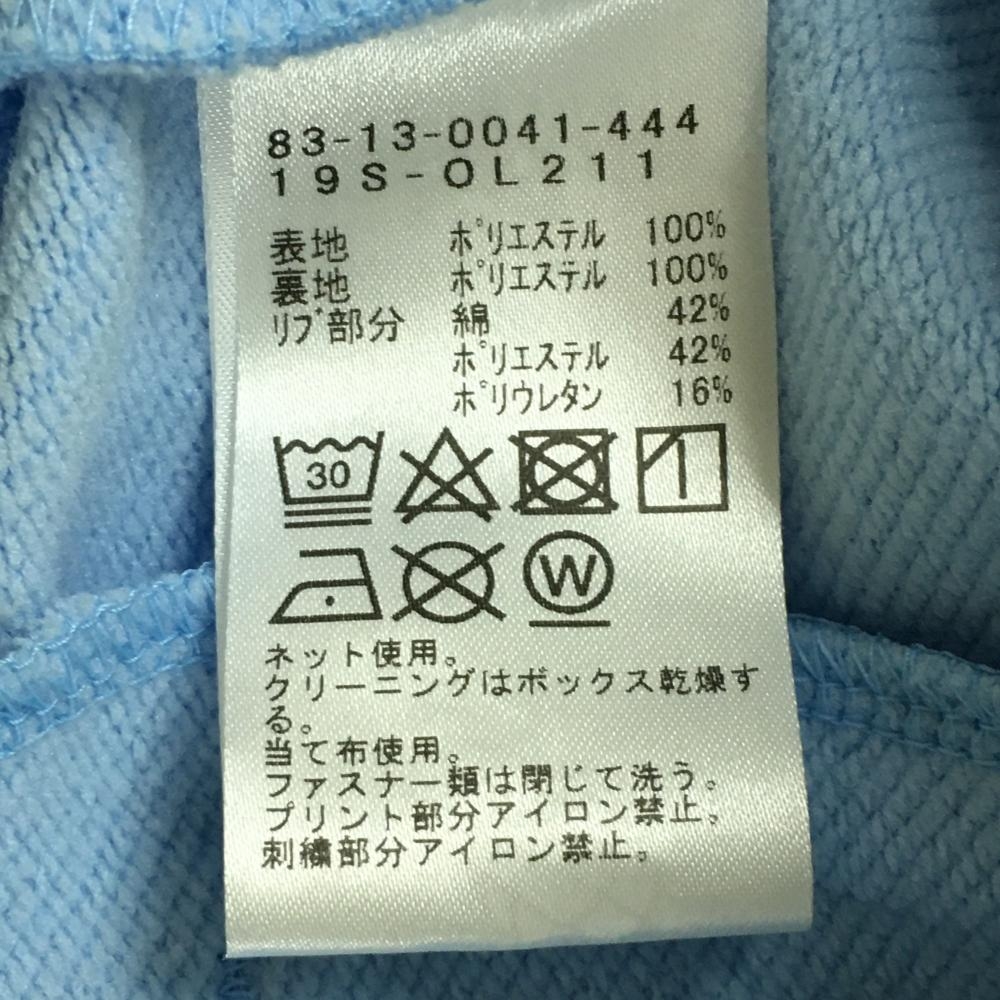 83-13-0041-444
19S-OL211
表地 ﾎﾟﾘｴｽﾃﾙ 100%
裏地 ﾎﾟﾘｴｽﾃﾙ 100%
ﾘﾌﾞ部分 綿 42%
ﾎﾟﾘｴｽﾃﾙ 42%
ﾎﾟﾘｳﾚﾀﾝ 16%
30
W
ネット使用。
クリーニングはボックス乾燥す
る。
当て布使用。
ファスナー類は閉じて洗う。
プリント部分アイロン禁止。
刺繍部分アイロン禁止。